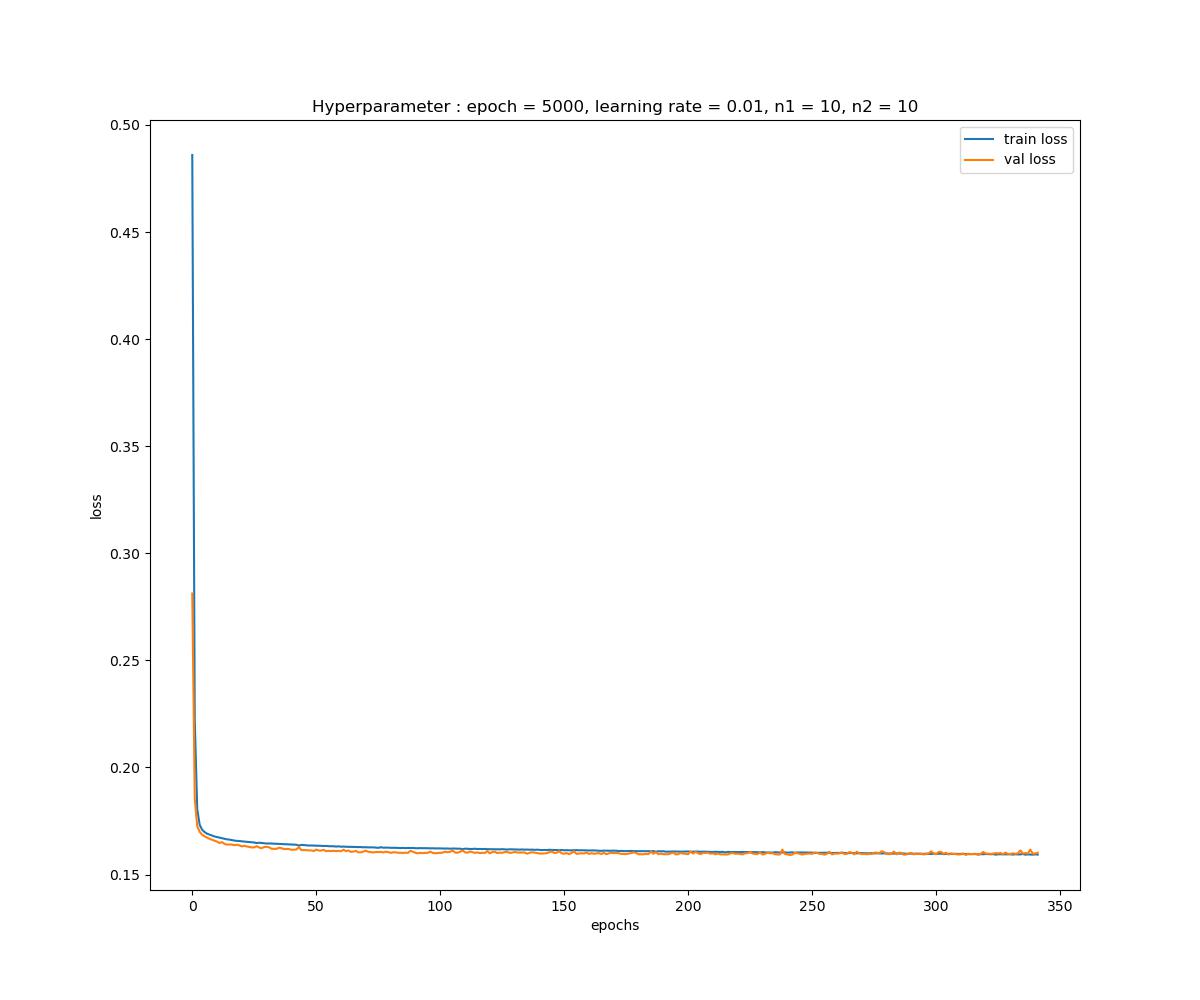 Hyperparameter : epoch = 5000, learning rate = 0.01, n1 = 10, n2 = 10
train loss
val loss
0.50
0.45
0.40
0.35
0.30
0.25
0.20
0.15
loss
0 50 100 150 200 250 300 350
epochs